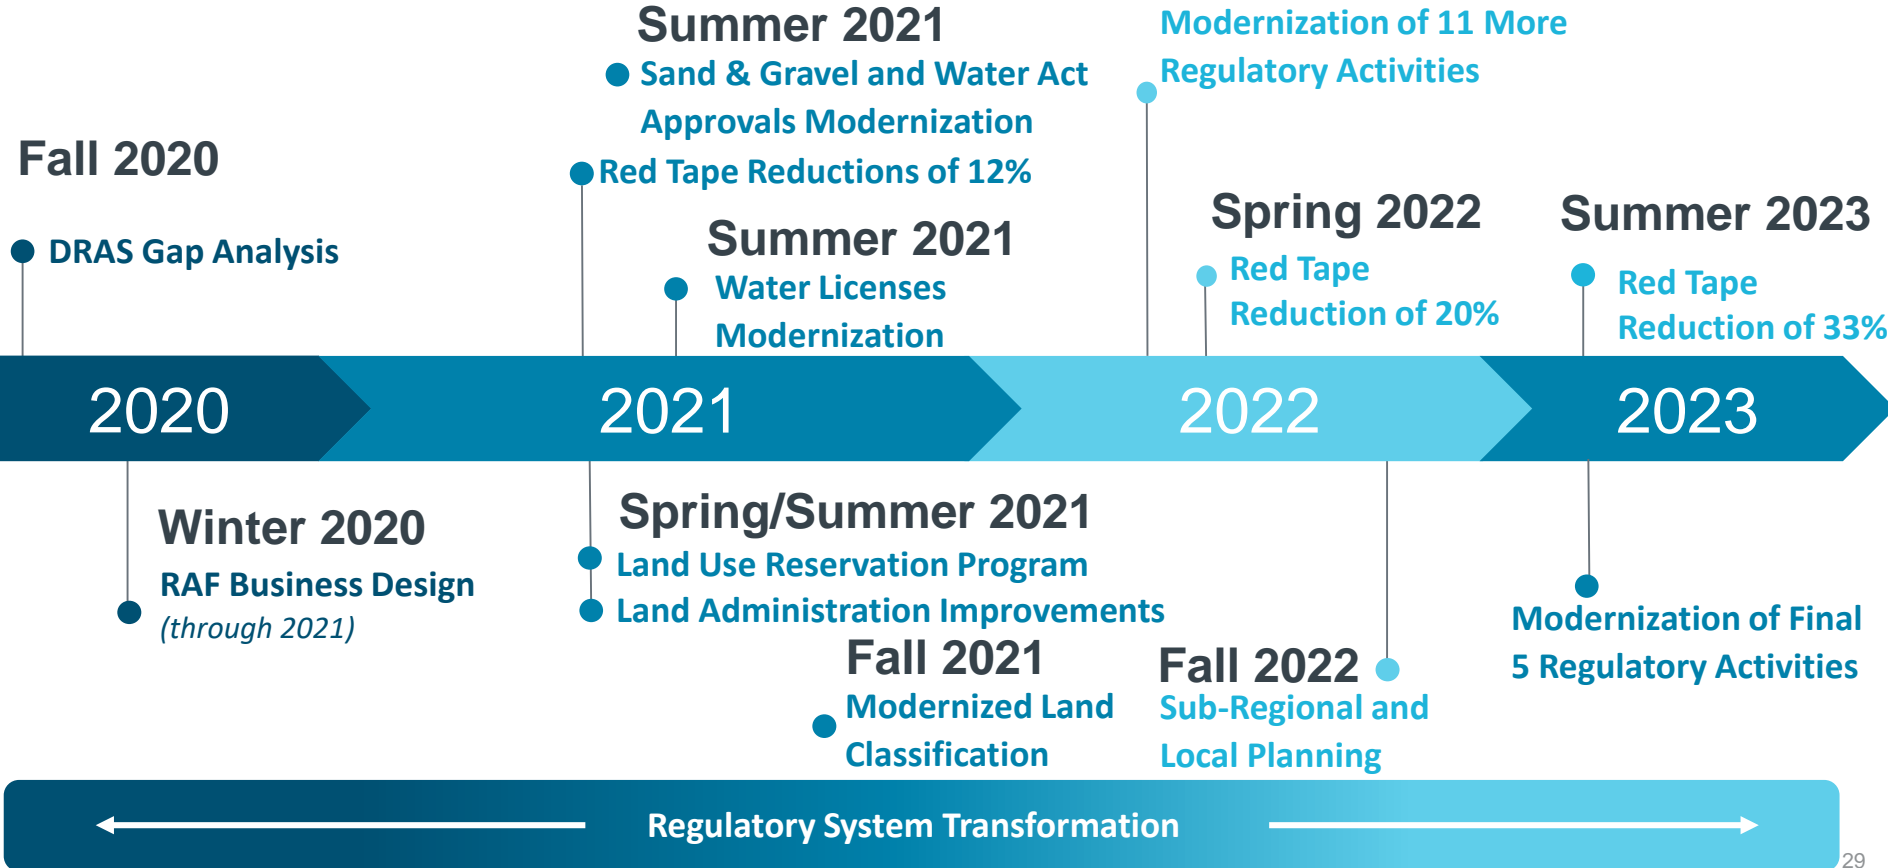 Summer 2021
Sand & Gravel and Water Act
Approvals Modernization
Red Tape Reductions of 12%
Modernization of 11 More
Regulatory Activities
Fall 2020
DRAS Gap Analysis
Summer 2021
Water Licenses
Modernization
Spring 2022
Red Tape
Reduction of 20%
Summer 2023
Red Tape
Reduction of 33%
2020
2021
2022
2023
Winter 2020
RAF Business Design
(through 2021)
Spring/Summer 2021
Land Use Reservation Program
Land Administration Improvements
Fall 2021
Modernized Land
Classification
Fall 2022
Sub-Regional and
Local Planning
Modernization of Final
5 Regulatory Activities
Regulatory System Transformation
29